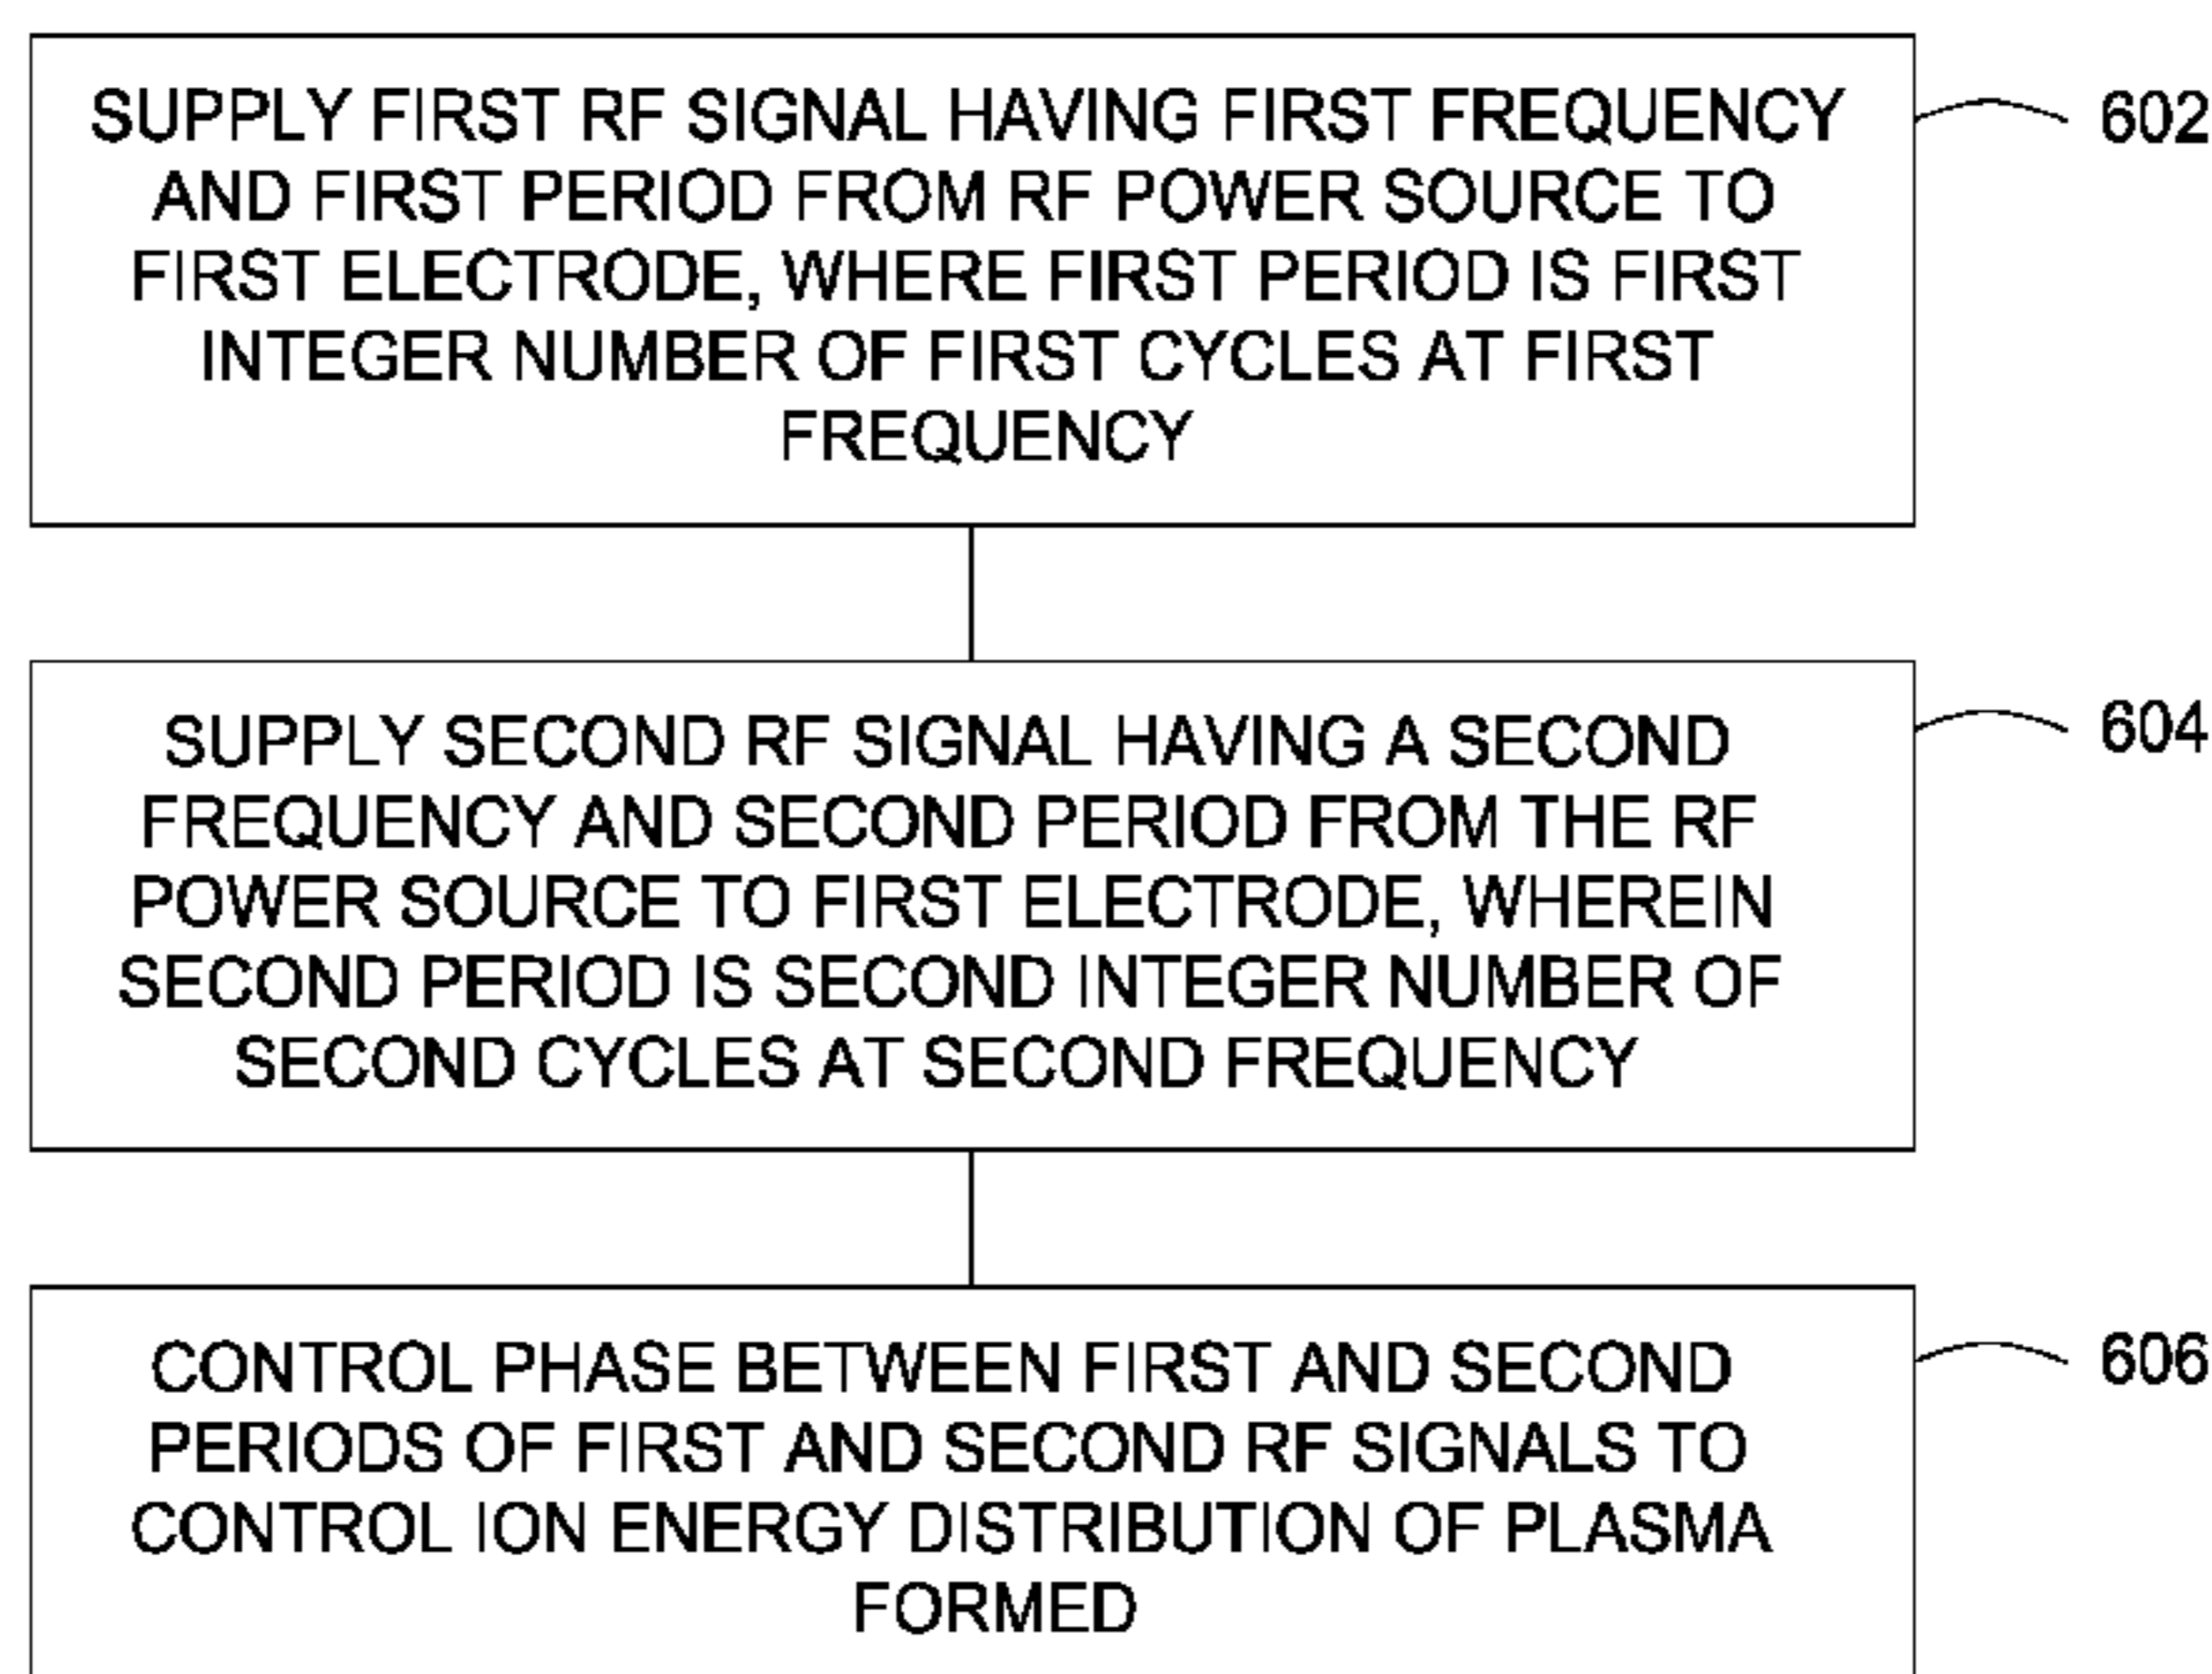 SUPPLY FIRST RF SIGNAL HAVING FIRST FREQUENCY
AND FIRST PERIOD FROM RF POWER SOURCE TO
FIRST ELECTRODE, WHERE FIRST PERIOD IS FIRST
INTEGER NUMBER OF FIRST CYCLES AT FIRST
FREQUENCY
602
SUPPLY SECOND RF SIGNAL HAVING A SECOND
FREQUENCY AND SECOND PERIOD FROM THE RF
POWER SOURCE TO FIRST ELECTRODE, WHEREIN
SECOND PERIOD IS SECOND INTEGER NUMBER OF
SECOND CYCLES AT SECOND FREQUENCY
604
CONTROL PHASE BETWEEN FIRST AND SECOND
PERIODS OF FIRST AND SECOND RF SIGNALS TO
CONTROL ION ENERGY DISTRIBUTION OF PLASMA
FORMED
606